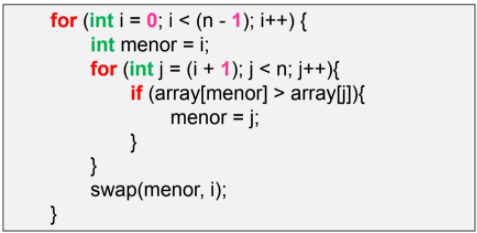 for (int i = 0; i < (n - 1); i++) {
int menor = i;
for (int j = (i + 1); j < n; j++){
if (array[menor] > array[j]){
menor = j;
}
}
swap(menor, i);
}